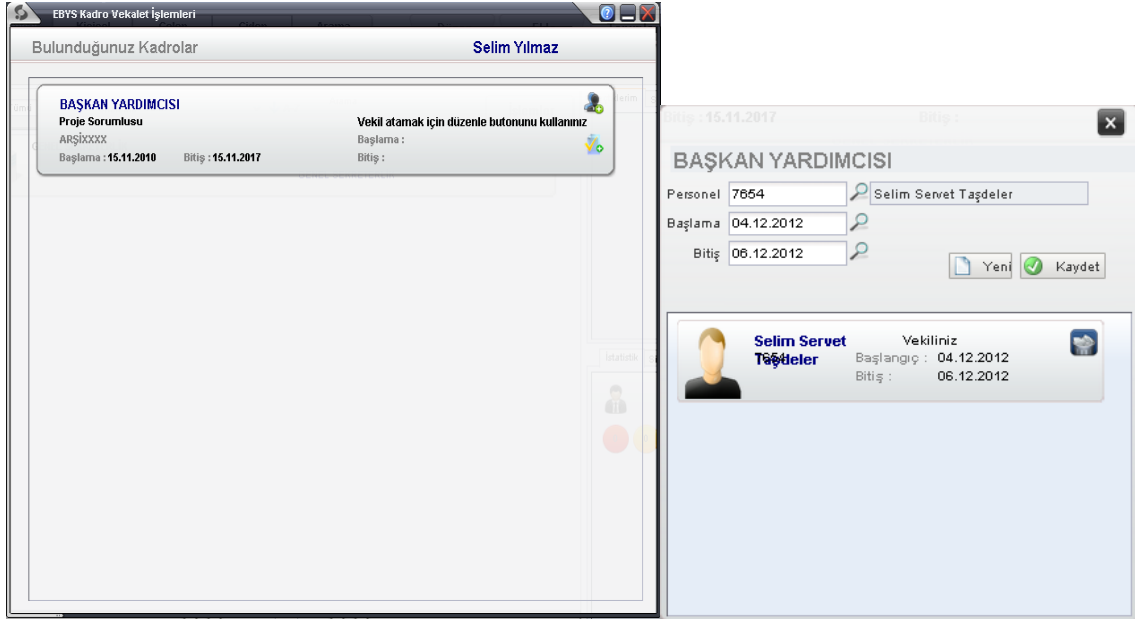 EBYS Kadro Vekalet İşlemleri
Bulunduğunuz Kadrolar
Selim Yılmaz
BAŞKAN YARDIMCISI
Proje Sorumlusu
Vekil atamak için düzenle butonunu kullanınız
ARŞİXXXX
Başlama :
Başlama : 15.11.2010 Bitiş : 15.11.2017
Bitiş :
İstatistik
Bitiş : 15.11.2017 Bitiş :
BAŞKAN YARDIMCISI
Personel 7654 Selim Servet Taşdeler
Başlama 04.12.2012
Bitiş 06.12.2012
Yeni Kaydet
Selim Servet Taşdeler
7654
Vekiliniz
Başlangıç : 04.12.2012
Bitiş : 06.12.2012